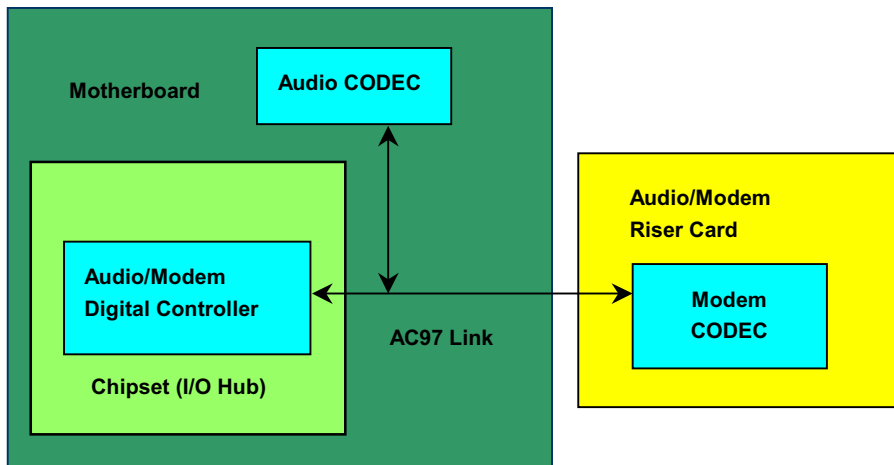 Motherboard
Audio CODEC
Audio/Modem
Digital Controller
Chipset (I/O Hub)
AC97 Link
Audio/Modem
Riser Card
Modem
CODEC